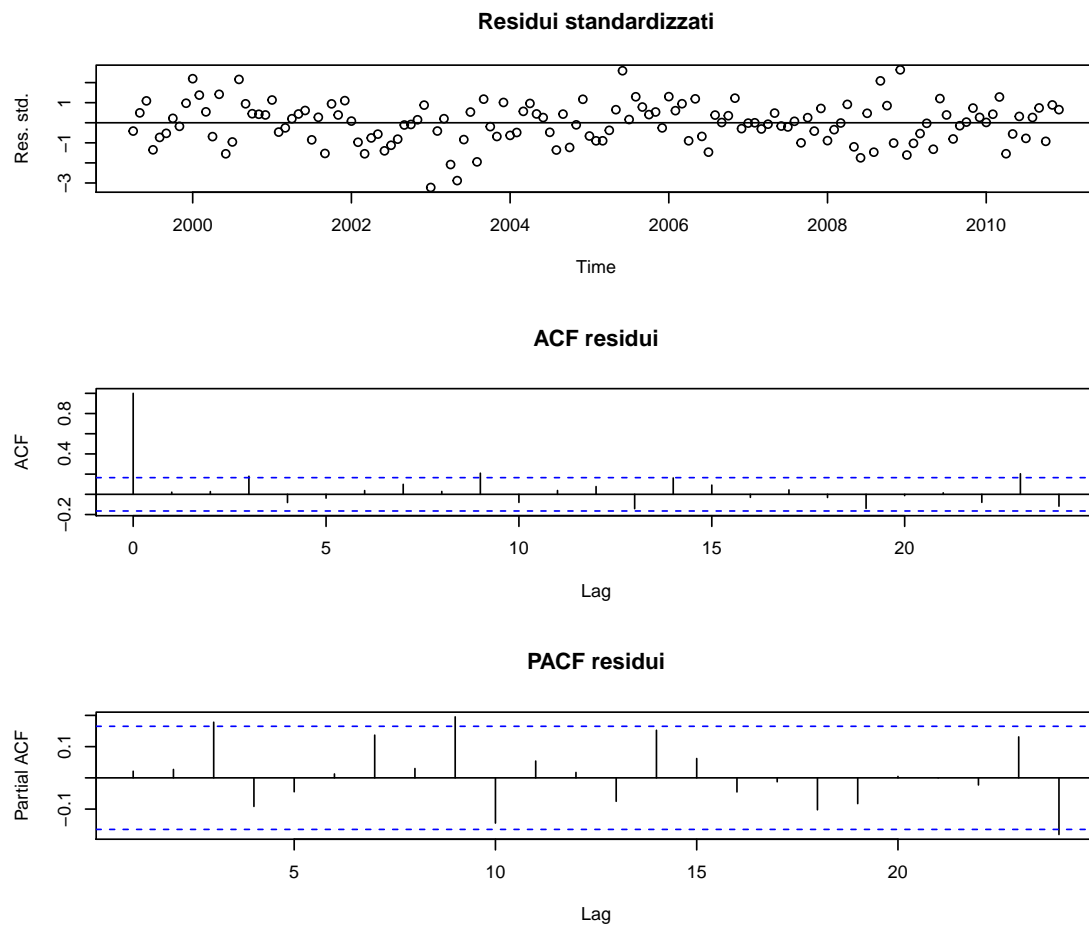 Residui standardizzati
Res. std.
1
−1
−3
2000 2002 2004 2006 2008 2010
Time
ACF residui
ACF
0.8
0.4
−0.2
0 5 10 15 20
Lag
PACF residui
Partial ACF
0.1
−0.1
5 10 15 20
Lag